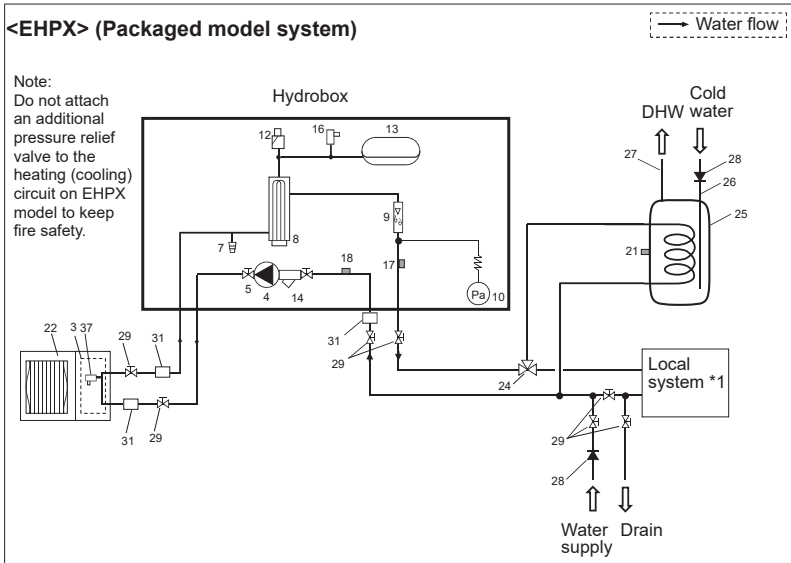 <EHPX> (Packaged model system)
Water flow
Note:
Do not attach
an additional
pressure relief
valve to the
heating (cooling)
circuit on EHPX
model to keep
fire safety.
Hydrobox
DHW
Cold
water
12
16
13
27
28
26
25
7
8
9
21
18
17
5
4
14
Pa
10
31
29
22
3
37
29
31
31
29
24
Local
system *1
29
28
Water
supply
Drain